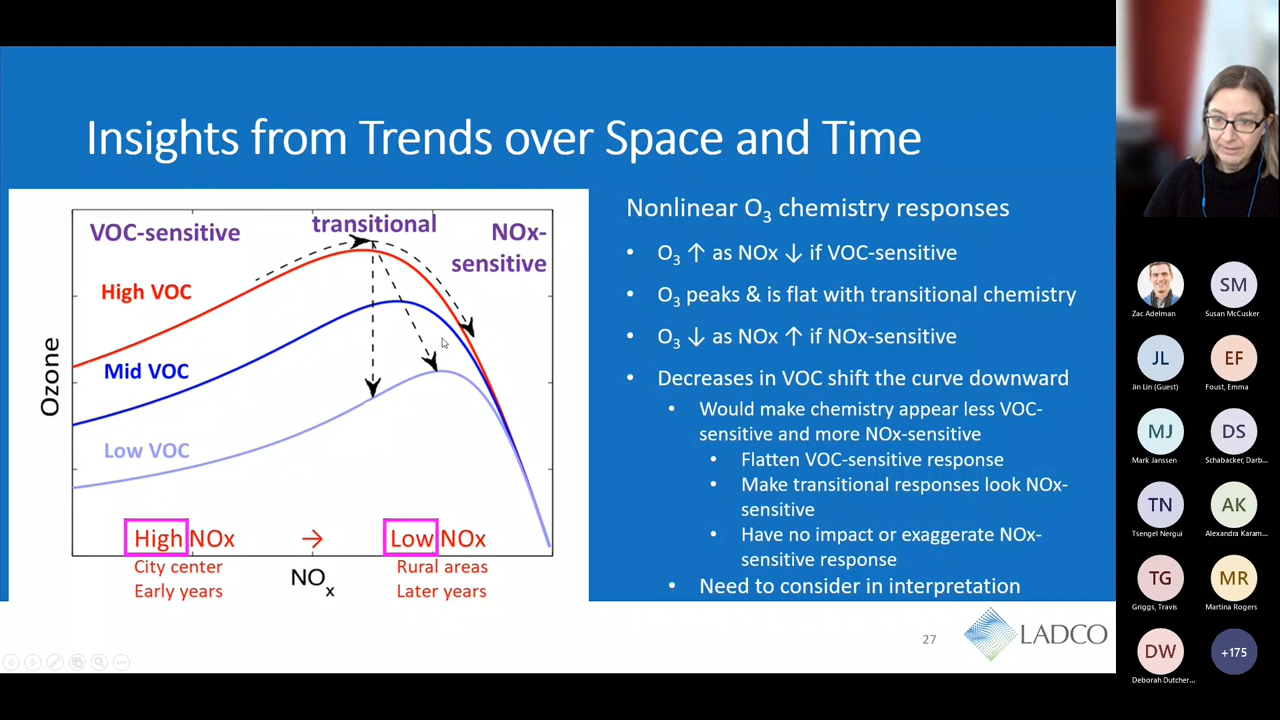 Insights from Trends over Space and Time
VOC-sensitive
transitional
NOx-
sensitive
High VOC
Mid VOC
Low VOC
Ozone
High NOx → Low NOx
City center
Early years
Rural areas
Later years
NOx
Nonlinear O3 chemistry responses
• O3 ↑ as NOx ↓ if VOC-sensitive
• O3 peaks & is flat with transitional chemistry
• O3 ↓ as NOx ↑ if NOx-sensitive
• Decreases in VOC shift the curve downward
• Would make chemistry appear less VOC-
sensitive and more NOx-sensitive
• Flatten VOC-sensitive response
• Make transitional responses look NOx-
sensitive
• Have no impact or exaggerate NOx-
sensitive response
• Need to consider in interpretation
27
LADCO
Zac Adelman
SM
Susan McCusker
JL
Jin Lin (Guest)
EF
Foust, Emma
MJ
Mark Janssen
DS
Schabacker, Darb...
TN
Tsengel Nergui
AK
Alexandra Karam...
TG
Griggs, Travis
MR
Martina Rogers
DW
Deborah Dutcher...
+175